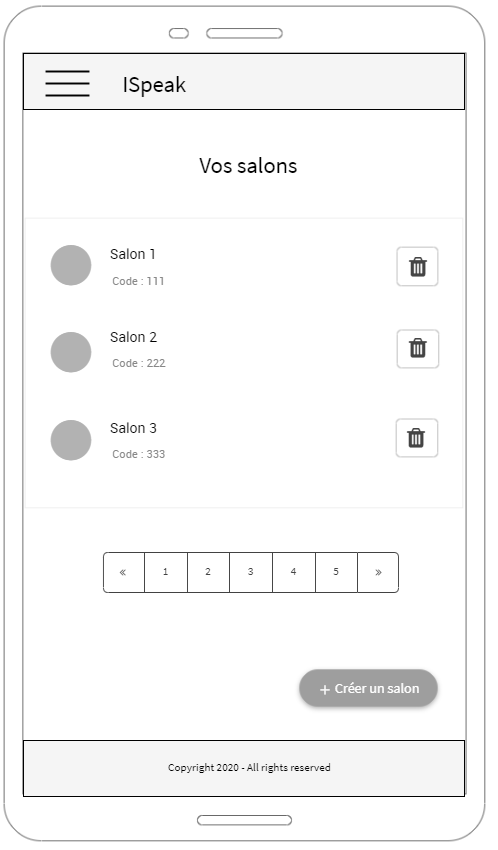 ISpeak
Vos salons
Salon 1
Code : 111
Salon 2
Code : 222
Salon 3
Code : 333
« 1 2 3 4 5 »
+ Créer un salon
Copyright 2020 - All rights reserved